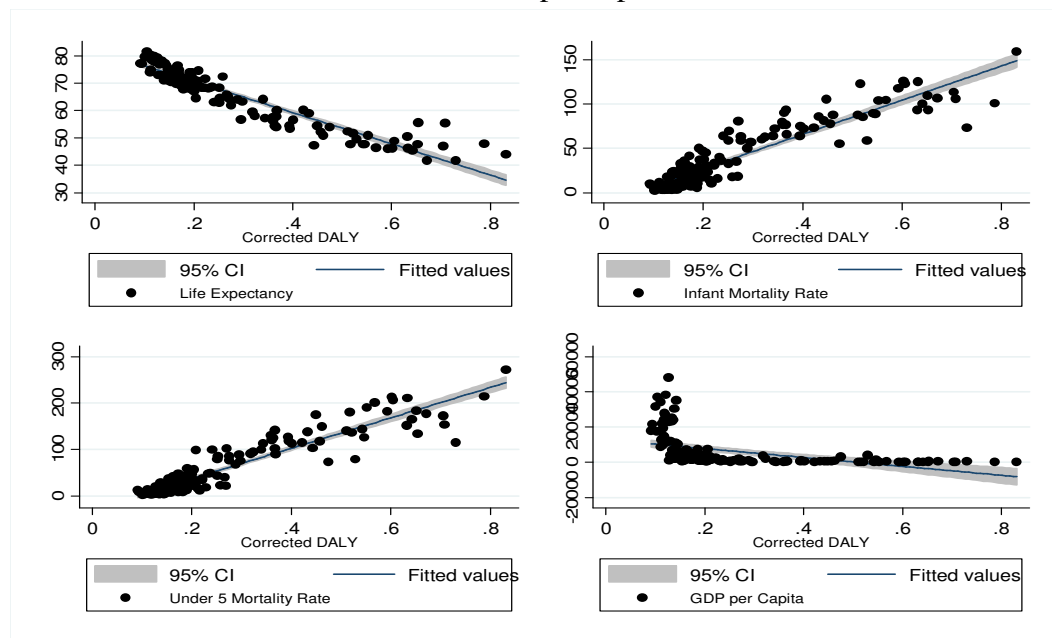 80
70
60
50
40
30
0 .2 .4 .6 .8
Corrected DALY
95% CI Fitted values
Life Expectancy
150
100
50
0
0 .2 .4 .6 .8
Corrected DALY
95% CI Fitted values
Infant Mortality Rate
300
200
100
0
0 .2 .4 .6 .8
Corrected DALY
95% CI Fitted values
Under 5 Mortality Rate
-20000 0 20000 40000 60000
0 .2 .4 .6 .8
Corrected DALY
95% CI Fitted values
GDP per Capita